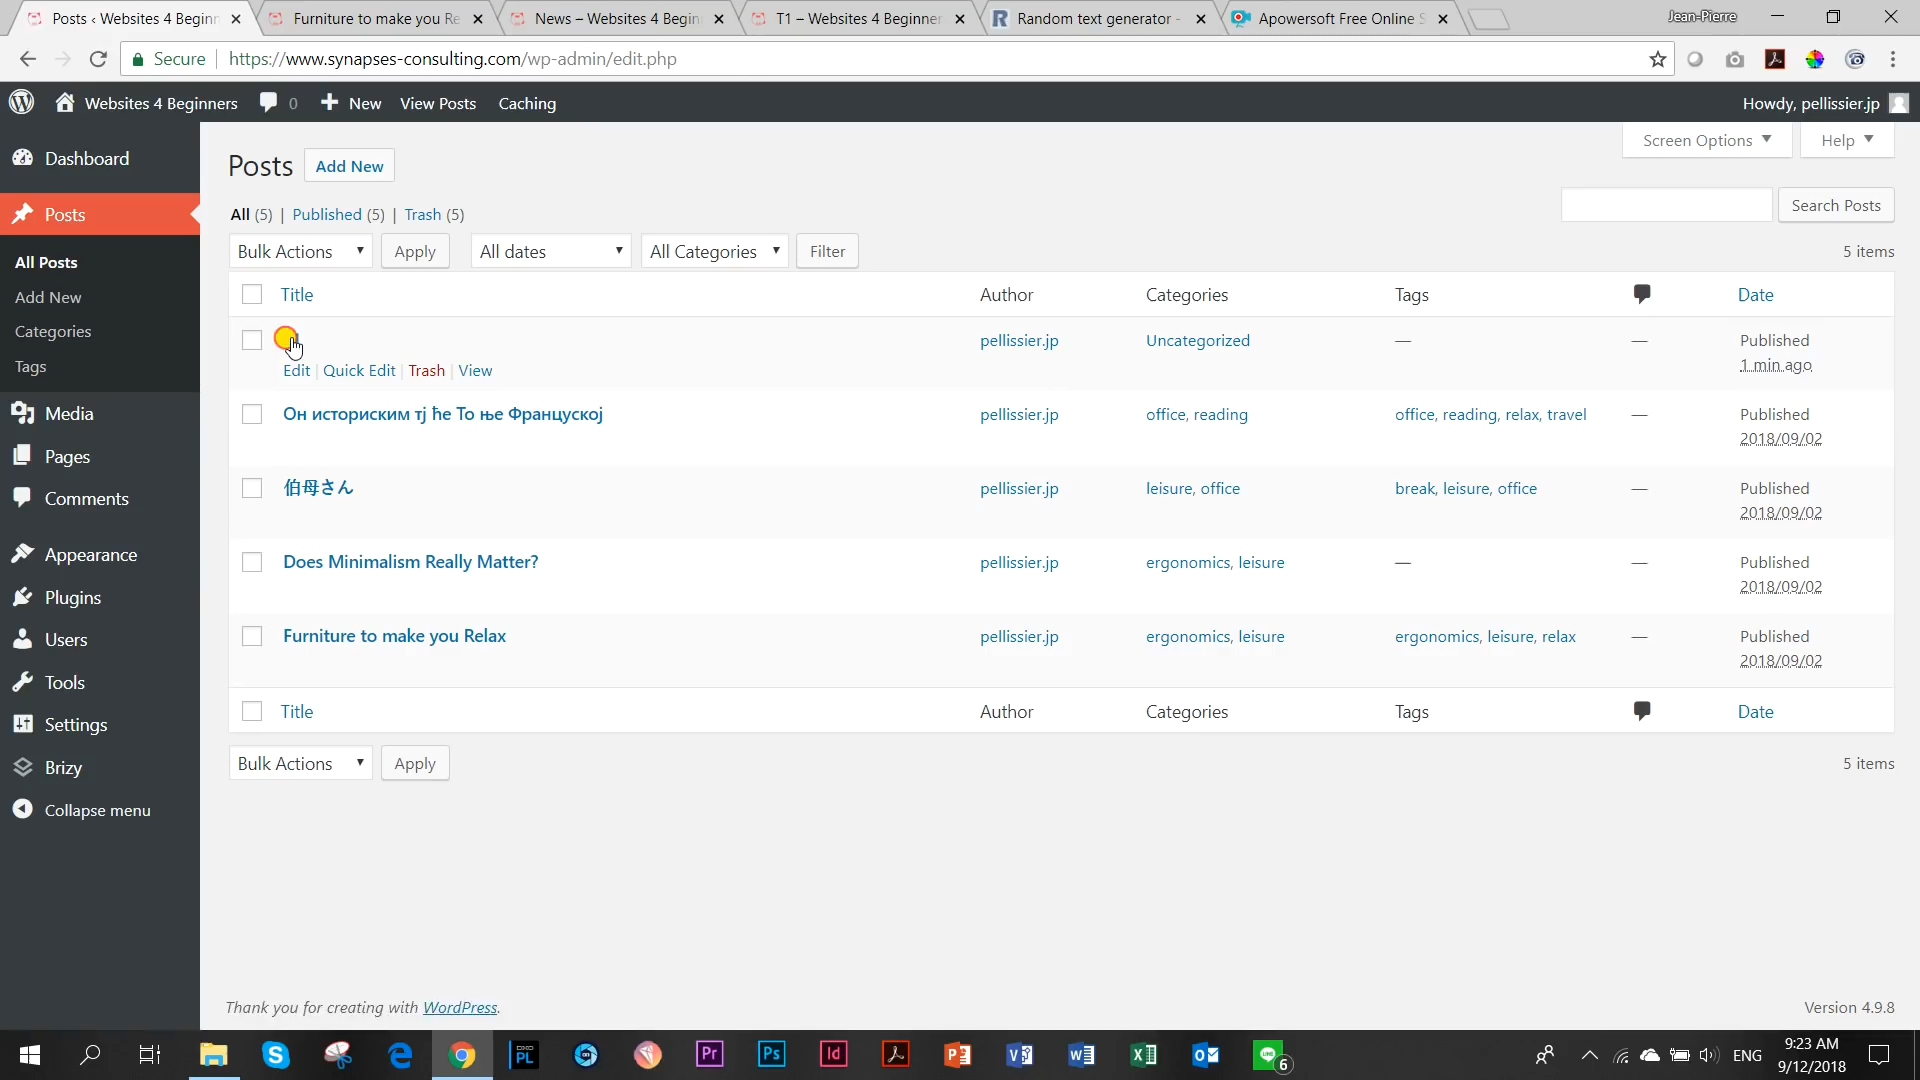 Posts ‹ Websites 4 Beginn
Furniture to make you Re
News – Websites 4 Begin
T1 – Websites 4 Beginner
Random text generator -
Apowersoft Free Online S
Jean-Pierre
Secure
https://www.synapses-consulting.com/wp-admin/edit.php
Websites 4 Beginners
0
New
View Posts
Caching
Howdy, pellissier.jp
Dashboard
Posts
All Posts
Add New
Categories
Tags
Media
Pages
Comments
Appearance
Plugins
Users
Tools
Settings
Brizy
Collapse menu
Screen Options
Help
Posts
Add New
All (5) | Published (5) | Trash (5)
Search Posts
Bulk Actions
Apply
All dates
All Categories
Filter
5 items
Title Author Categories Tags Date
pellissier.jp Uncategorized — — Published
1 min ago
Edit | Quick Edit | Trash | View
Он историским тј ће То ње Француској pellissier.jp office, reading office, reading, relax, travel — Published
2018/09/02
伯母さん pellissier.jp leisure, office break, leisure, office — Published
2018/09/02
Does Minimalism Really Matter? pellissier.jp ergonomics, leisure — — Published
2018/09/02
Furniture to make you Relax pellissier.jp ergonomics, leisure ergonomics, leisure, relax — Published
2018/09/02
Title Author Categories Tags Date
Bulk Actions
Apply
5 items
Thank you for creating with WordPress.
Version 4.9.8
PL
Pr
Ps
Id
6
ENG
9:23 AM
9/12/2018